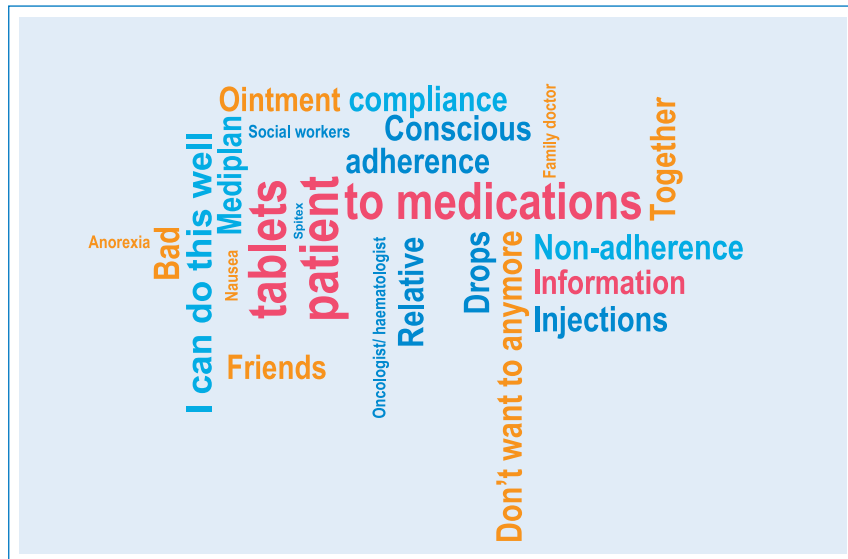 Ointment compliance
Social workers
Conscious
adherence
Family doctor
Together
to medications
Mediplan
I can do this well
tablets
Spitex
patient
Anorexia
Bad
Nausea
Oncologist/ haematologist
Relative
Drops
Don't want to anymore
Non-adherence
Information
Injections
Friends